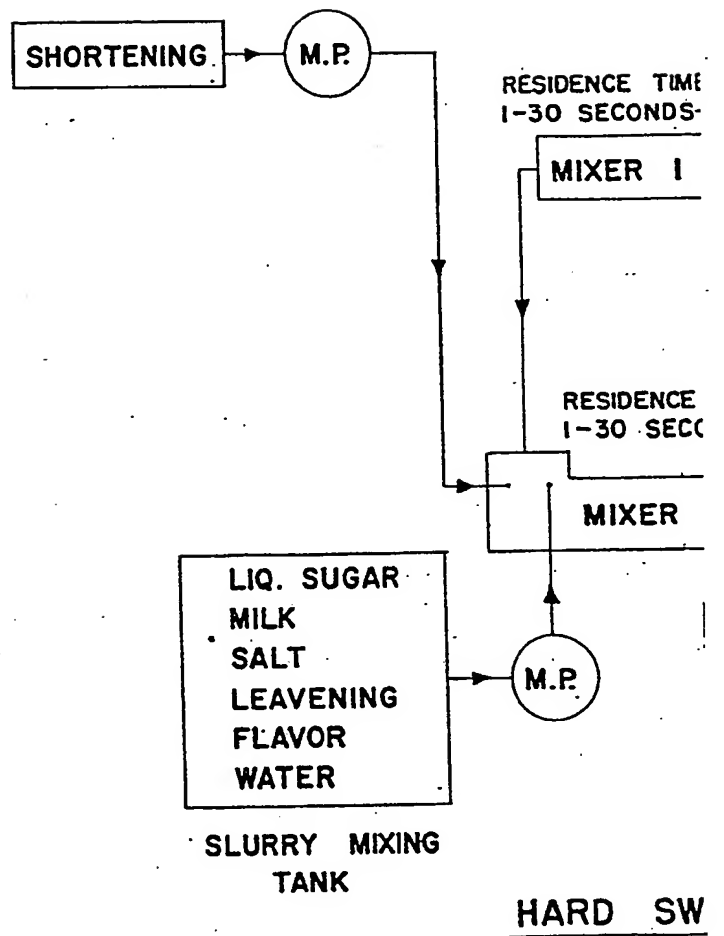 SHORTENING
M.P.
RESIDENCE TIME
1-30 SECONDS-
MIXER 1
RESIDENCE
1-30 SEC
MIXER
LIQ. SUGAR
MILK
SALT
LEAVENING
FLAVOR
WATER
M.P.
SLURRY MIXING
TANK
HARD SW